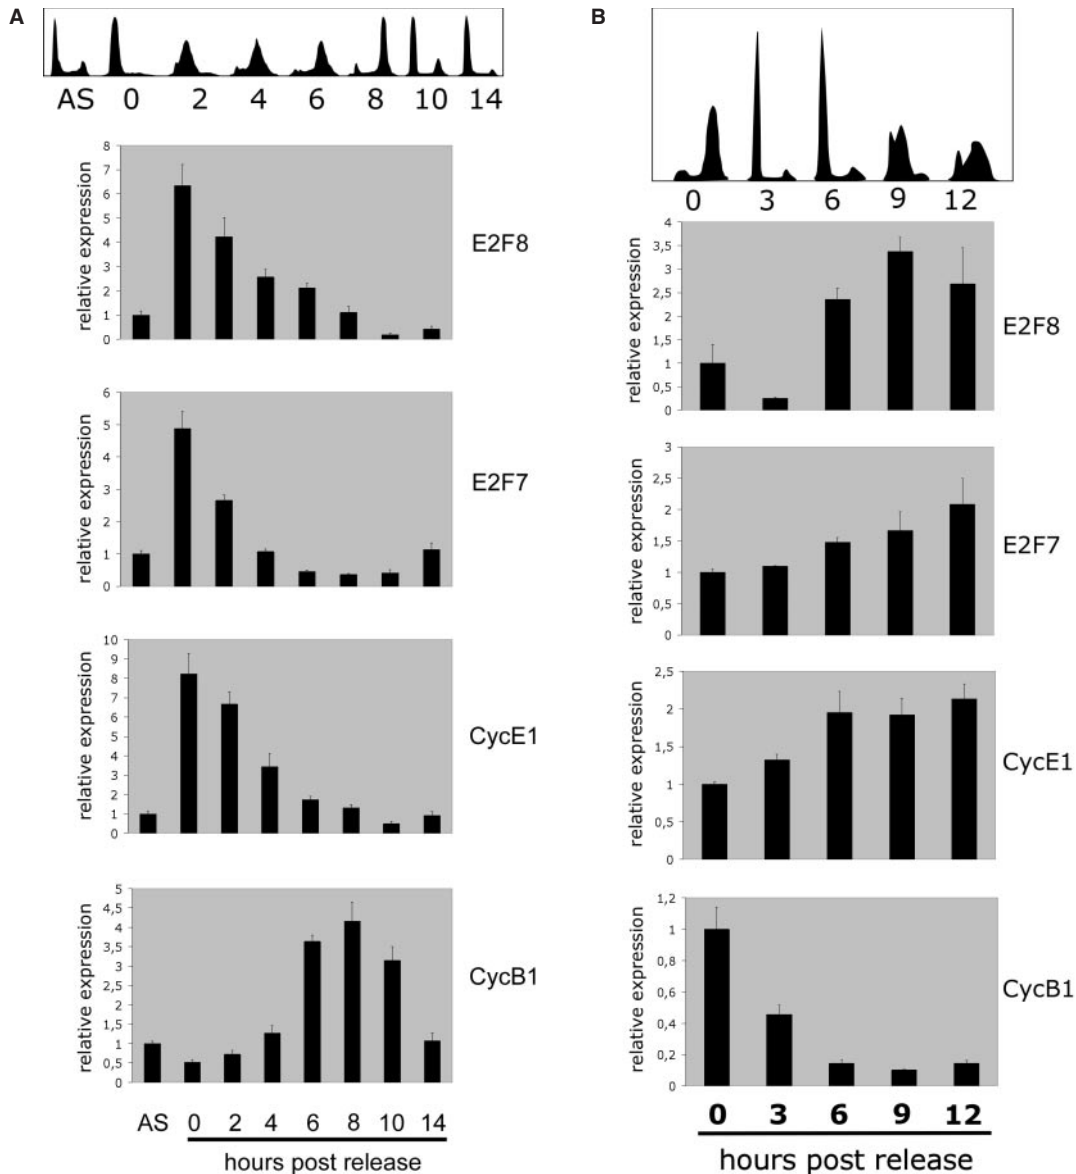 A
AS 0 2 4 6 8 10 14
relative expression
8
7
6
5
4
3
2
1
0
E2F8
relative expression
6
5
4
3
2
1
0
E2F7
relative expression
10
9
8
7
6
5
4
3
2
1
0
CycE1
relative expression
5
4,5
4
3,5
3
2,5
2
1,5
1
0,5
0
CycB1
AS 0 2 4 6 8 10 14
hours post release
B
0 3 6 9 12
relative expression
4
3,5
3
2,5
2
1,5
1
0,5
0
E2F8
relative expression
3
2,5
2
1,5
1
0,5
0
E2F7
relative expression
2,5
2
1,5
1
0,5
0
CycE1
relative expression
1,2
1
0,8
0,6
0,4
0,2
0
CycB1
0 3 6 9 12
hours post release